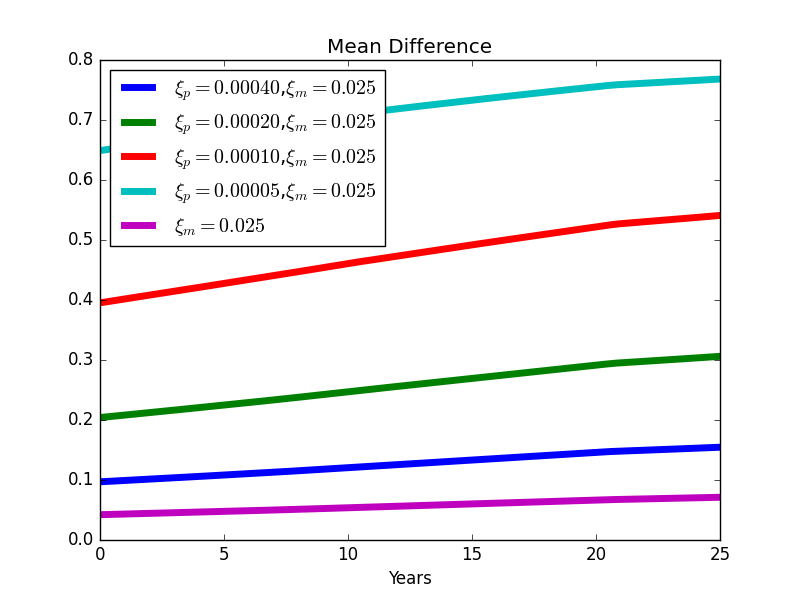 Mean Difference
0.8
0.7
0.6
0.5
0.4
0.3
0.2
0.1
0.0
ξₚ = 0.00040,ξₘ = 0.025
ξₚ = 0.00020,ξₘ = 0.025
ξₚ = 0.00010,ξₘ = 0.025
ξₚ = 0.00005,ξₘ = 0.025
ξₘ = 0.025
0 5 10 15 20 25
Years